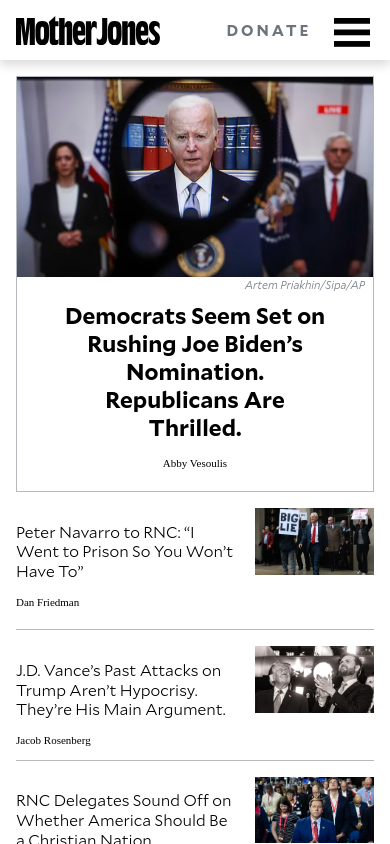 Mother Jones
DONATE
LIVE
Artem Priakhin/Sipa/AP
Democrats Seem Set on
Rushing Joe Biden’s
Nomination.
Republicans Are
Thrilled.
Abby Vesoulis
Peter Navarro to RNC: “I
Went to Prison So You Won’t
Have To”
Dan Friedman
BIG
LIE
J.D. Vance’s Past Attacks on
Trump Aren’t Hypocrisy.
They’re His Main Argument.
Jacob Rosenberg
RNC Delegates Sound Off on
Whether America Should Be
a Christian Nation